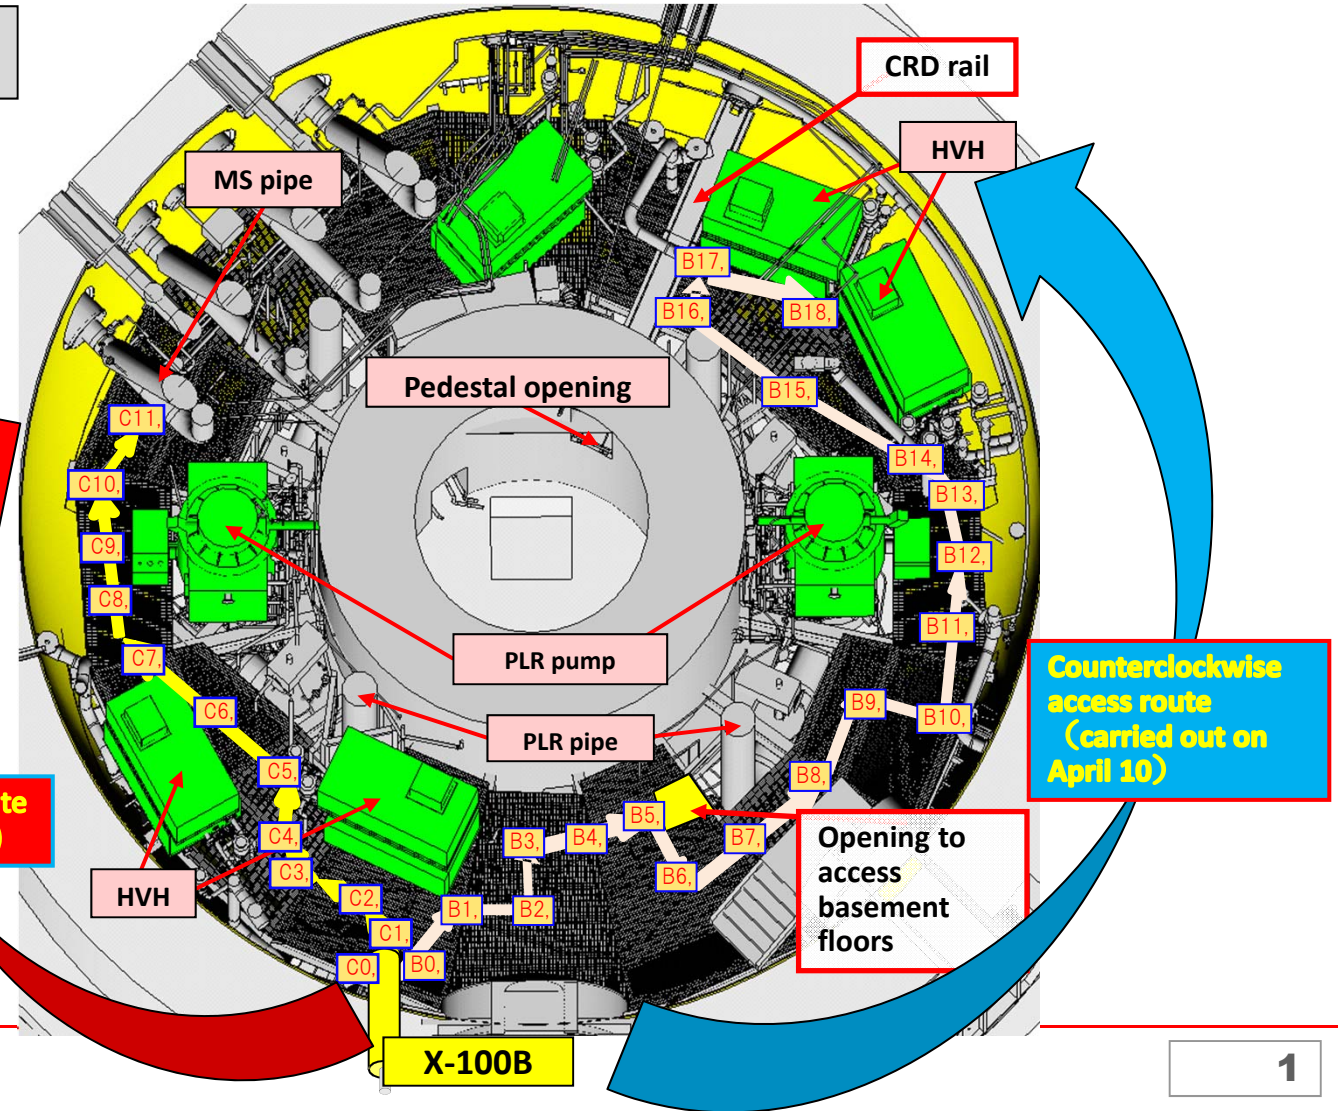 CRD rail
HVH
MS pipe
B17,
B16,
B18,
Pedestal opening
B15,
C11,
B14,
C10,
B13,
C9,
B12,
C8,
B11,
PLR pump
C7,
Counterclockwise
access route
（carried out on
April 10）
C6,
B9,
B10,
PLR pipe
C5,
B8,
te
)
B5,
C4,
B3,
B4,
B7,
Opening to
access
basement
floors
C3,
B6,
HVH
C2,
B1,
B2,
C1,
C0,
B0,
X-100B
1